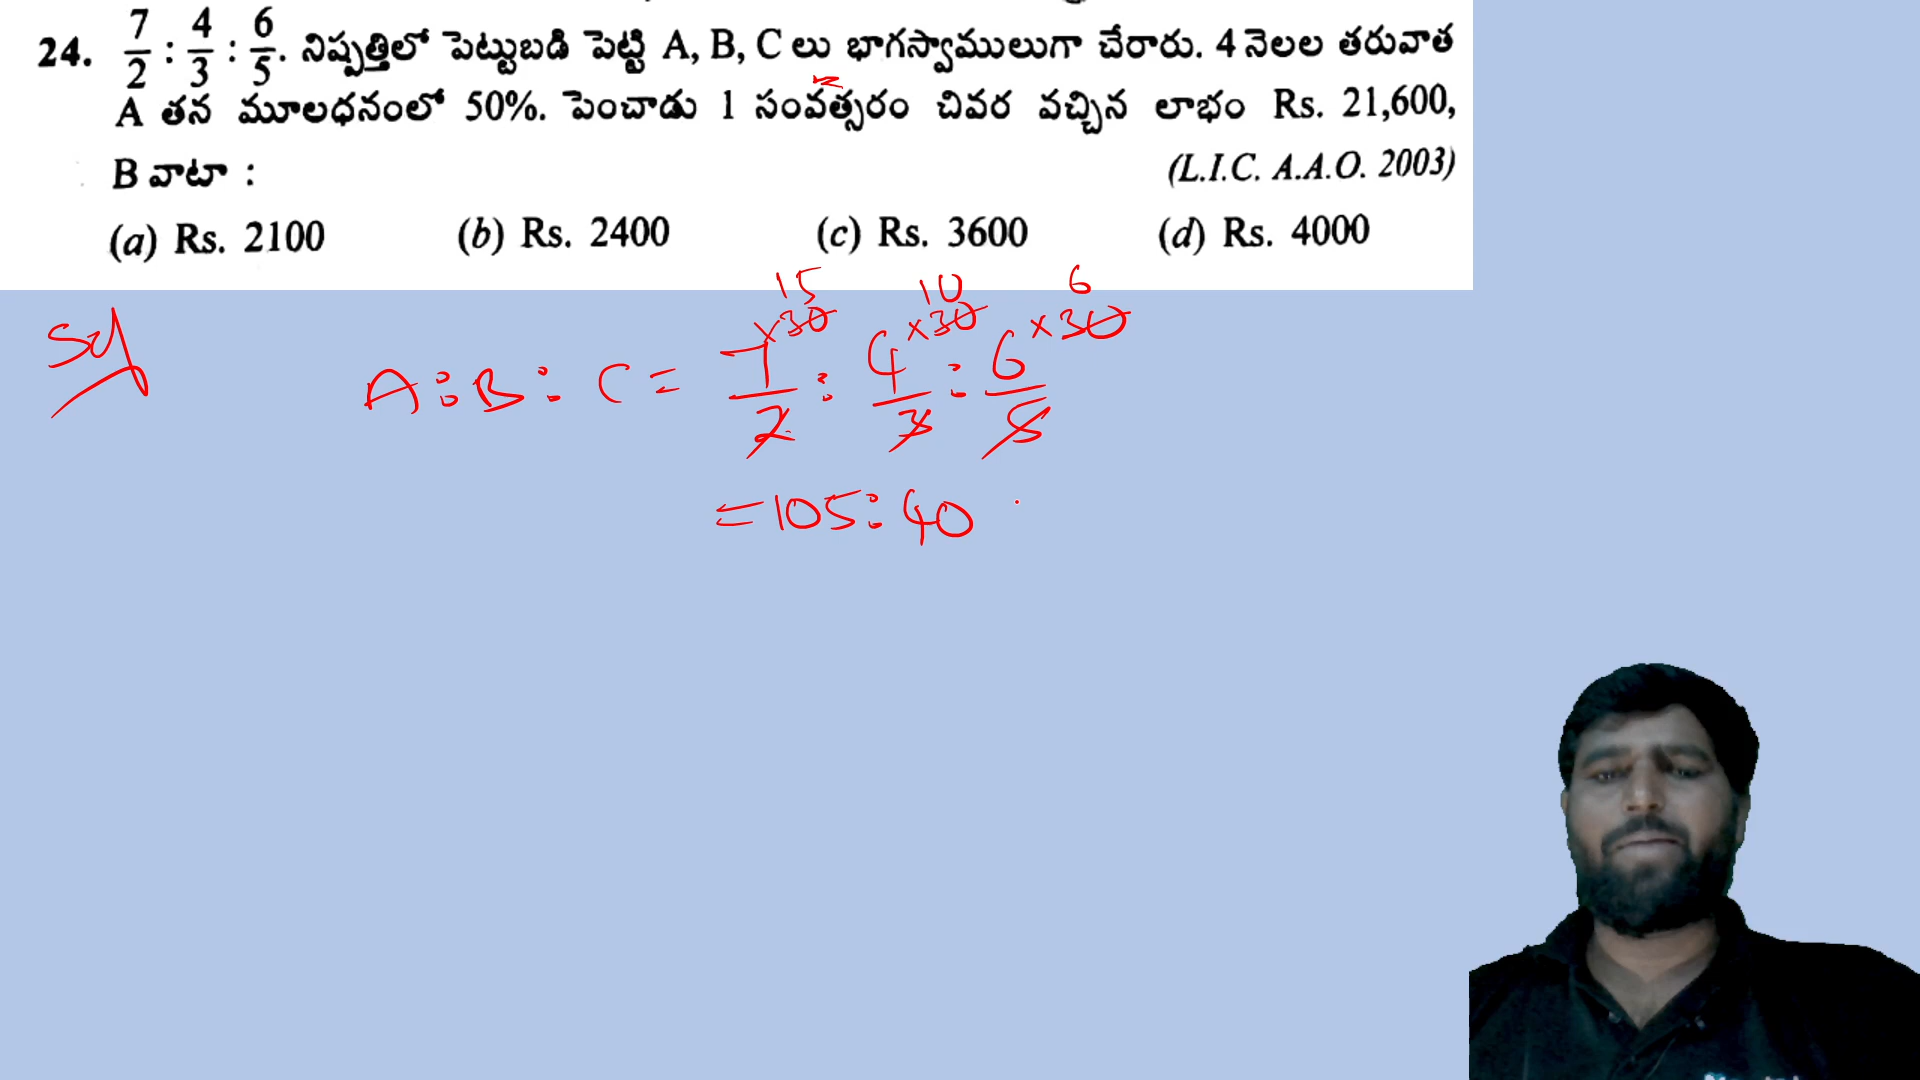 24. 7/2 : 4/3 : 6/5. నిష్పత్తిలో పెట్టుబడి పెట్టి A, B, C లు భాగస్వాములుగా చేరారు. 4 నెలల తరువాత
A తన మూలధనంలో 50%. పెంచాడు 1 సంవత్సరం చివర వచ్చిన లాభం Rs. 21,600,
B వాటా : (L.I.C. A.A.O. 2003)
(a) Rs. 2100 (b) Rs. 2400 (c) Rs. 3600 (d) Rs. 4000
15 10 6
Sol A : B : C = 7/2 ×30 : 4/3 ×30 : 6/5 ×30
= 105 : 40